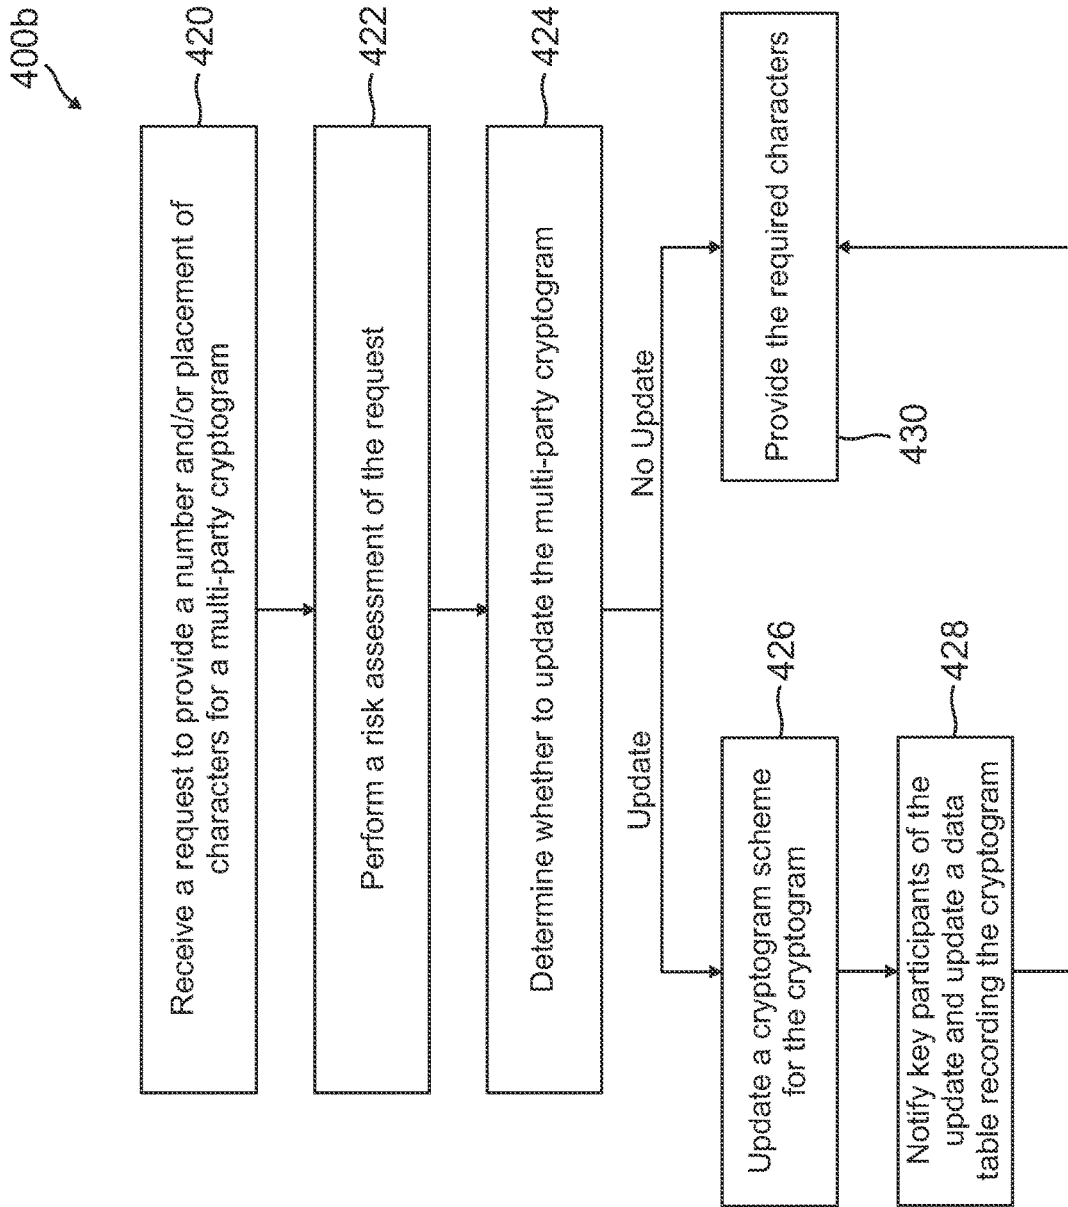 400b
Receive a request to provide a number and/or placement of
characters for a multi-party cryptogram
420
Perform a risk assessment of the request
422
Determine whether to update the multi-party cryptogram
424
Update
No Update
Update a cryptogram scheme
for the cryptogram
426
Notify key participants of the
update and update a data
table recording the cryptogram
428
Provide the required characters
430